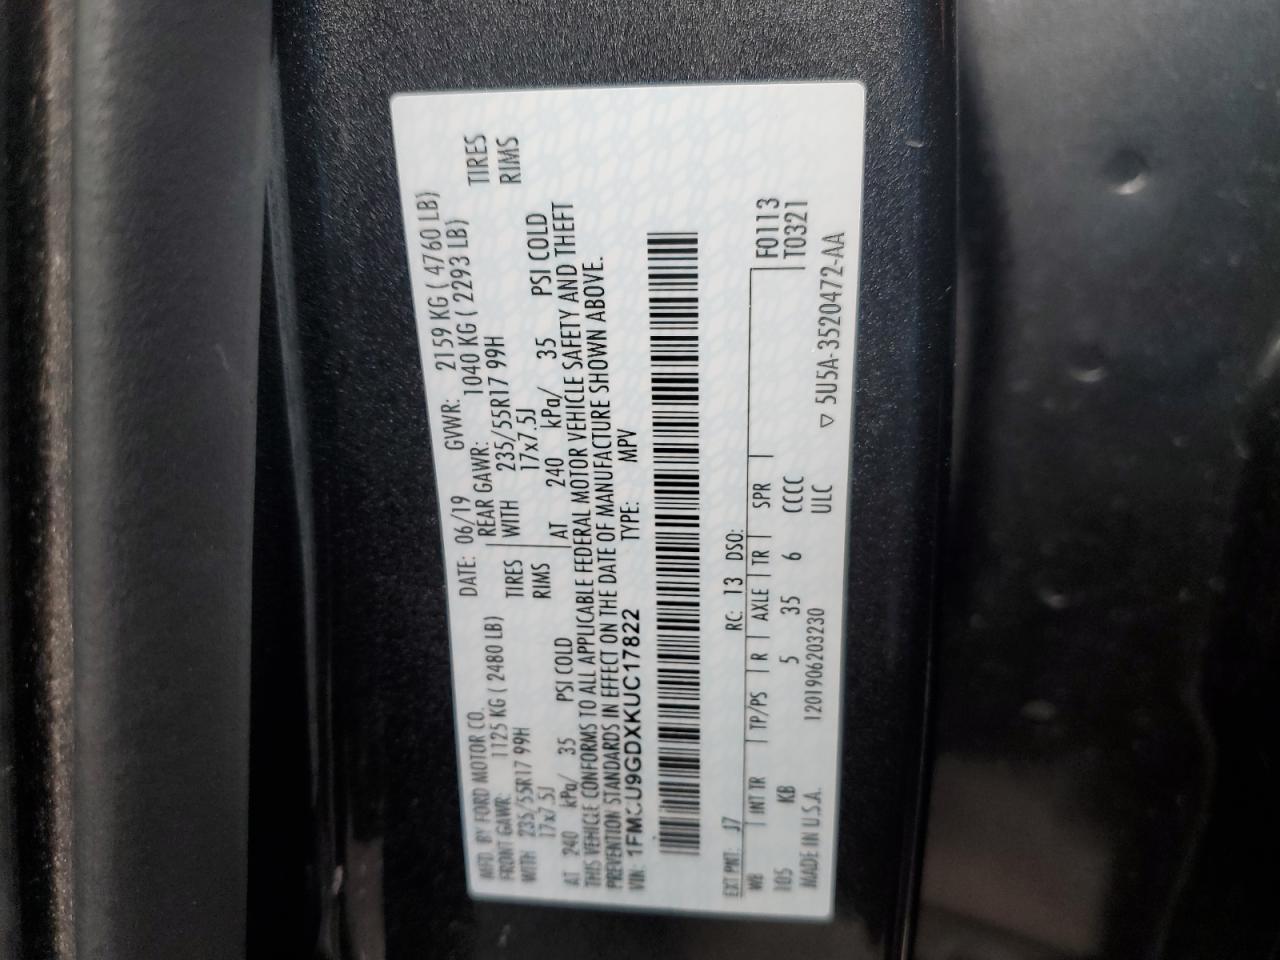 MFD. BY FORD MOTOR CO.
DATE: 06/19 GVWR: 2159 KG ( 4760 LB)
FRONT GAWR: 1125 KG ( 2480 LB) REAR GAWR: 1040 KG ( 2293 LB)
WITH 235/55R17 99H TIRES WITH 235/55R17 99H TIRES
17x7.5J RIMS 17x7.5J RIMS
AT 240 kPa/ 35 PSI COLD AT 240 kPa/ 35 PSI COLD
THIS VEHICLE CONFORMS TO ALL APPLICABLE FEDERAL MOTOR VEHICLE SAFETY AND THEFT
PREVENTION STANDARDS IN EFFECT ON THE DATE OF MANUFACTURE SHOWN ABOVE.
VIN: TYPE: MPV
EXT PNT: J7 RC: 13 DSO:
WB INT TR TP/PS R AXLE TR SPR F0113
105 KB 5 35 6 CCCC T0321
MADE IN U.S.A. 1201906203230 ULC ▽ 5U5A-3520472-AA